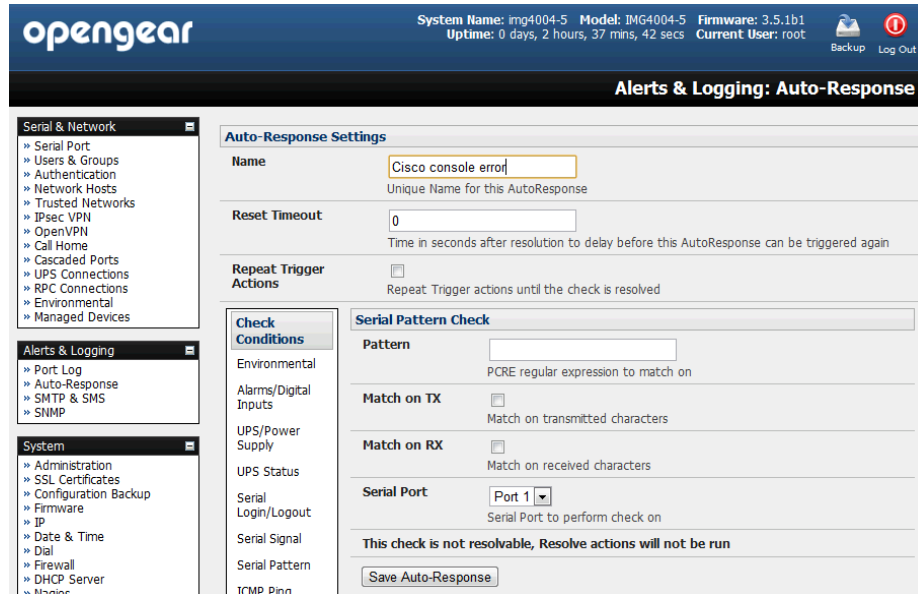 opengear
System Name: img4004-5 Model: IMG4004-5 Firmware: 3.5.1b1
Uptime: 0 days, 2 hours, 37 mins, 42 secs Current User: root
Backup
Log Out
Alerts & Logging: Auto-Response
Serial & Network
» Serial Port
» Users & Groups
» Authentication
» Network Hosts
» Trusted Networks
» IPsec VPN
» OpenVPN
» Call Home
» Cascaded Ports
» UPS Connections
» RPC Connections
» Environmental
» Managed Devices
Alerts & Logging
» Port Log
» Auto-Response
» SMTP & SMS
» SNMP
System
» Administration
» SSL Certificates
» Configuration Backup
» Firmware
» IP
» Date & Time
» Dial
» Firewall
» DHCP Server
» Nagios
Auto-Response Settings
Name
Cisco console error
Unique Name for this AutoResponse
Reset Timeout
0
Time in seconds after resolution to delay before this AutoResponse can be triggered again
Repeat Trigger
Actions
Repeat Trigger actions until the check is resolved
Check
Conditions
Environmental
Alarms/Digital
Inputs
UPS/Power
Supply
UPS Status
Serial
Login/Logout
Serial Signal
Serial Pattern
ICMP Ping
Serial Pattern Check
Pattern
PCRE regular expression to match on
Match on TX
Match on transmitted characters
Match on RX
Match on received characters
Serial Port
Port 1
Serial Port to perform check on
This check is not resolvable, Resolve actions will not be run
Save Auto-Response